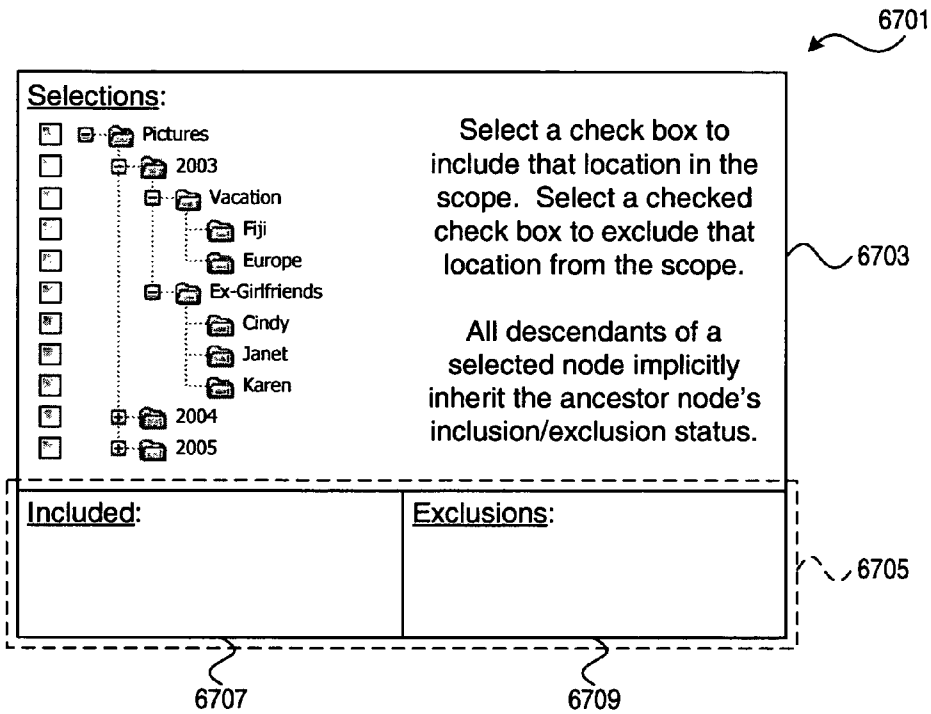 6701
Selections:
Pictures
2003
Vacation
Fiji
Europe
Ex-Girlfriends
Cindy
Janet
Karen
2004
2005
Select a check box to
include that location in the
scope. Select a checked
check box to exclude that
location from the scope.
All descendants of a
selected node implicitly
inherit the ancestor node's
inclusion/exclusion status.
6703
Included:
Exclusions:
6705
6707
6709